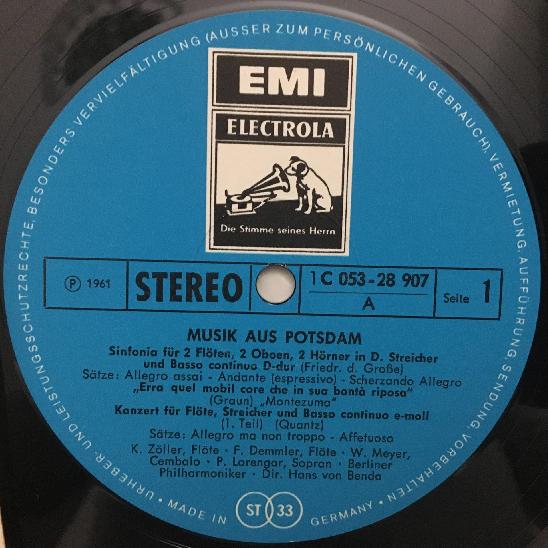 URHEBER- UND LEISTUNGSSCHUTZRECHTE, BESONDERS VERVIELFÄLTIGUNG (AUSSER ZUM PERSÖNLICHEN GEBRAUCH), VERMIETUNG, AUFFÜHRUNG, SENDUNG, VORBEHALTEN
EMI
ELECTROLA
Die Stimme seines Herrn
Ⓟ 1961
STEREO
1 C 053-28 907
A
Seite 1
MUSIK AUS POTSDAM
Sinfonia für 2 Flöten, 2 Oboen, 2 Hörner in D. Streicher
und Basso continuo D-dur (Friedr. d. Große)
Sätze: Allegro assai - Andante (espressivo) - Scherzando Allegro
„Erra quel mobil core che in sua bontà riposa"
(Graun) „Montezuma"
Konzert für Flöte, Streicher und Basso continuo e-moll
(1. Teil) (Quantz)
Sätze: Allegro ma non troppo - Affetuoso
K. Zöller, Flöte · F. Demmler, Flöte · W. Meyer,
Cembalo · P. Lorengar, Sopran · Berliner
Philharmoniker · Dir. Hans von Benda
• MADE IN GERMANY •
ST 33